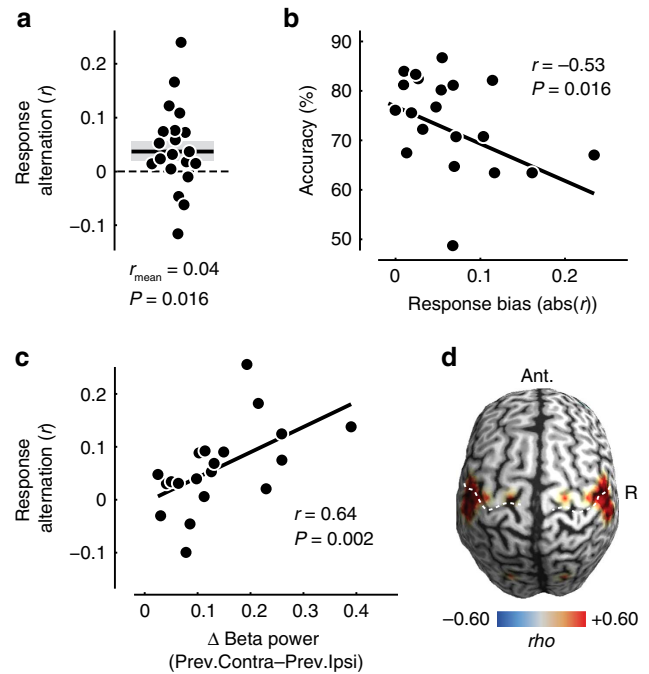 a
Response
alternation (r)
0.2
0.1
0
−0.1
rmean = 0.04
P = 0.016
b
Accuracy (%)
90
80
70
60
50
r = −0.53
P = 0.016
0
0.1
0.2
Response bias (abs(r))
c
Response
alternation (r)
0.2
0.1
0
−0.1
r = 0.64
P = 0.002
0
0.1
0.2
0.3
0.4
Δ Beta power
(Prev.Contra–Prev.Ipsi)
d
Ant.
R
−0.60
+0.60
rho